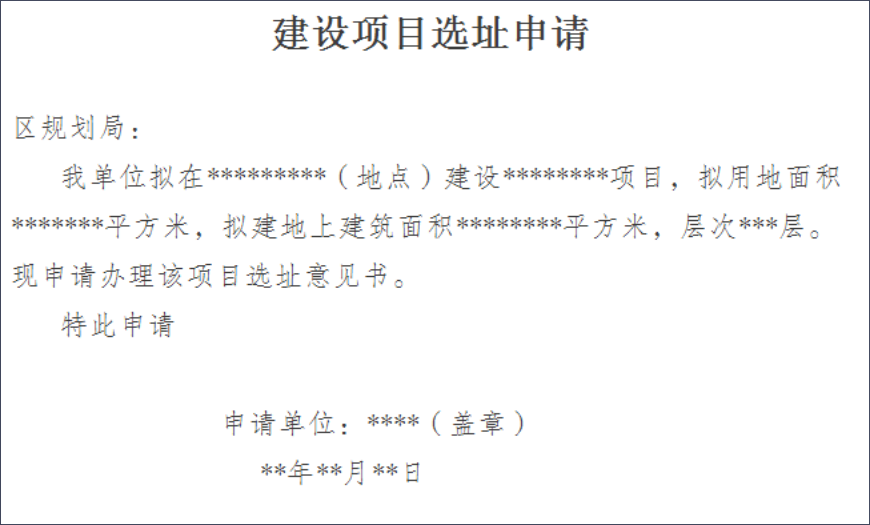 建设项目选址申请
区规划局：
我单位拟在*********（地点）建设********项目，拟用地面积
*******平方米，拟建地上建筑面积********平方米，层次***层。
现申请办理该项目选址意见书。
特此申请
申请单位：****（盖章）
**年**月**日